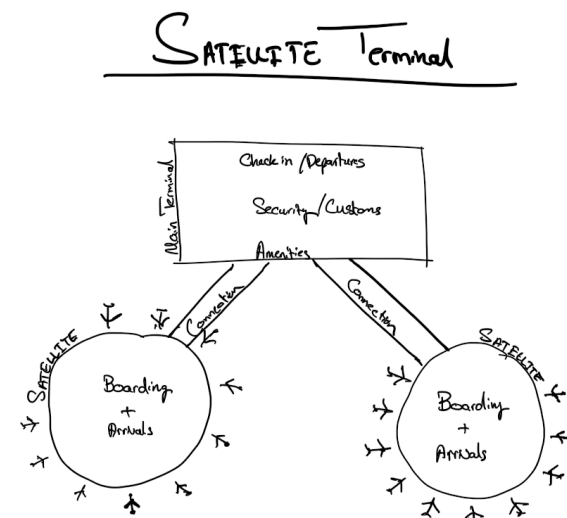 SATELLITE Terminal
Main Terminal
Check in / Departures
Security / Customs
Amenities
Connection
Connection
SATELLITE
Boarding
+
Arrivals
SATELLITE
Boarding
+
Arrivals